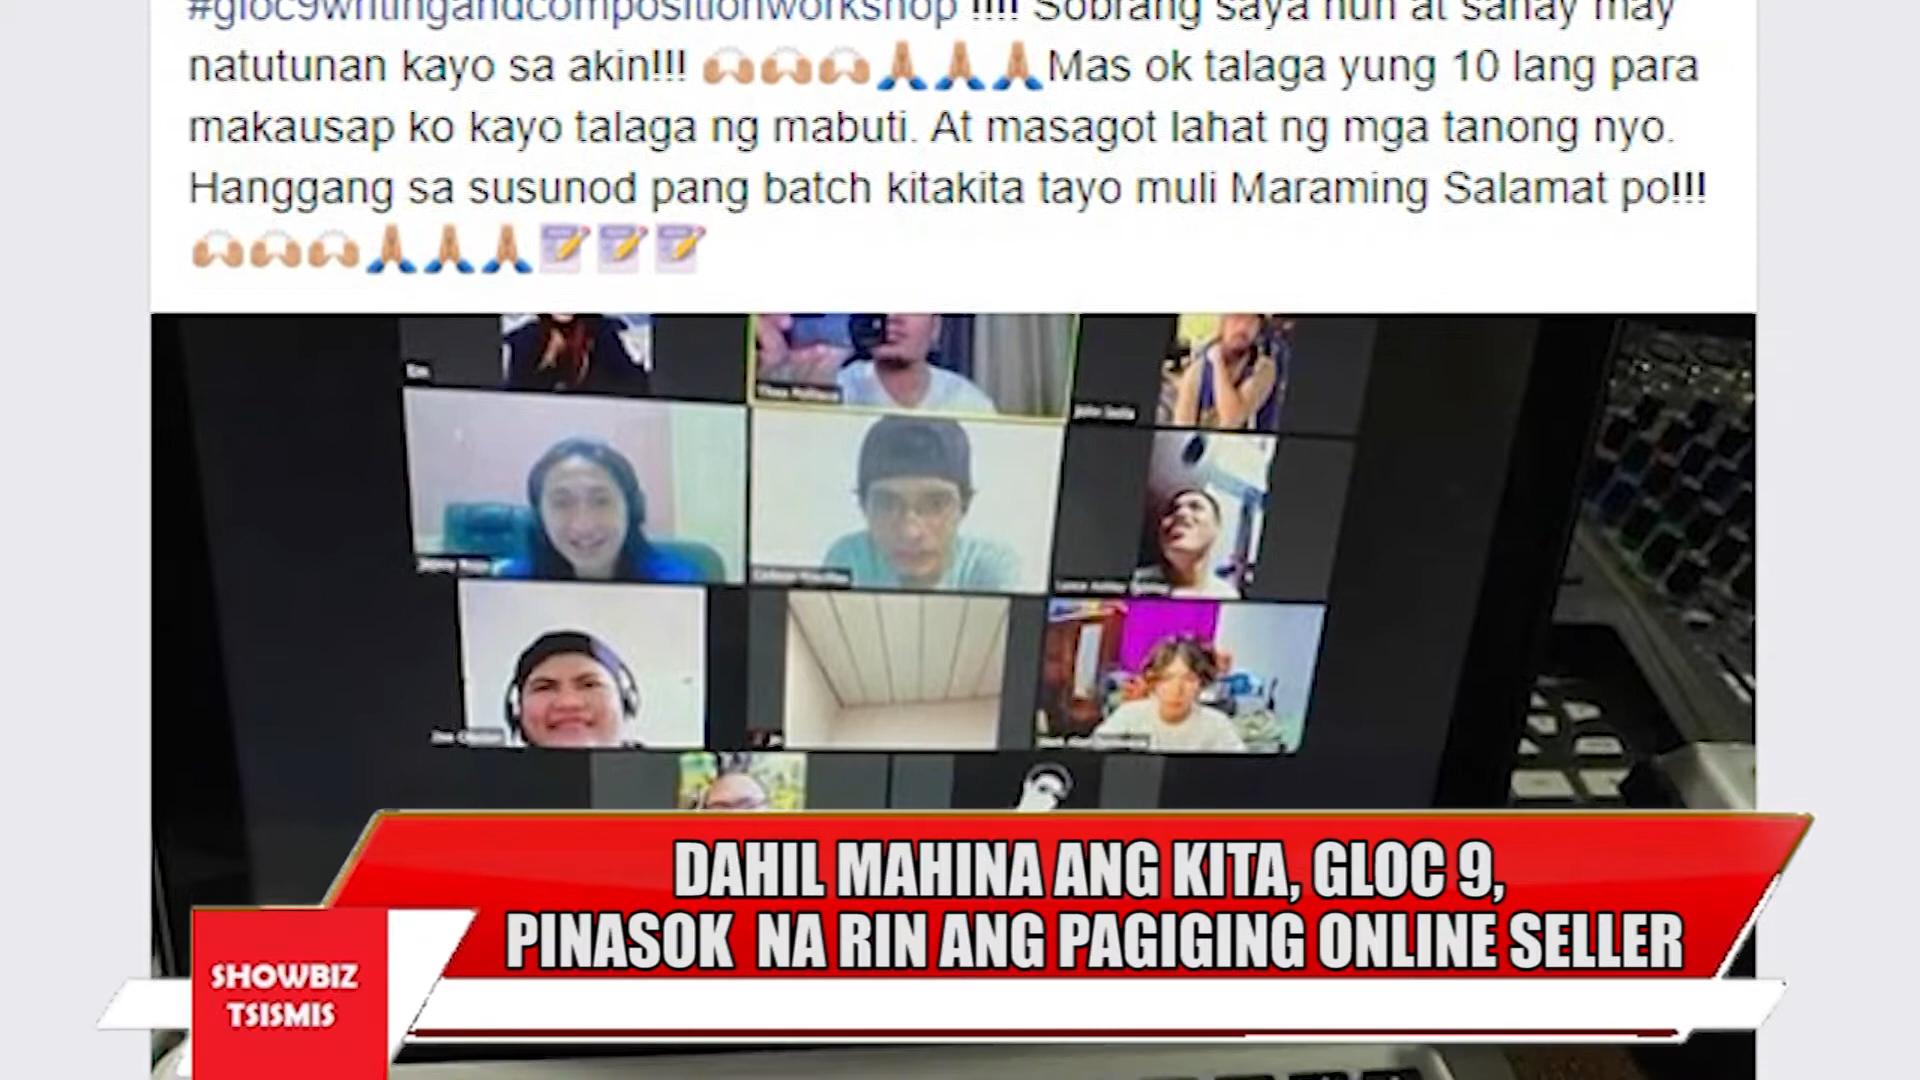 #gloc9writingandcompositionworkshop !!!! Sobrang saya nun at sanay may
natutunan kayo sa akin!!! 🙌🏼🙌🏼🙌🏼🙏🏼🙏🏼🙏🏼Mas ok talaga yung 10 lang para
makausap ko kayo talaga ng mabuti. At masagot lahat ng mga tanong nyo.
Hanggang sa susunod pang batch kitakita tayo muli Maraming Salamat po!!!
🙌🏼🙌🏼🙌🏼🙏🏼🙏🏼🙏🏼📝📝📝
DAHIL MAHINA ANG KITA, GLOC 9,
PINASOK NA RIN ANG PAGIGING ONLINE SELLER
SHOWBIZ
TSISMIS